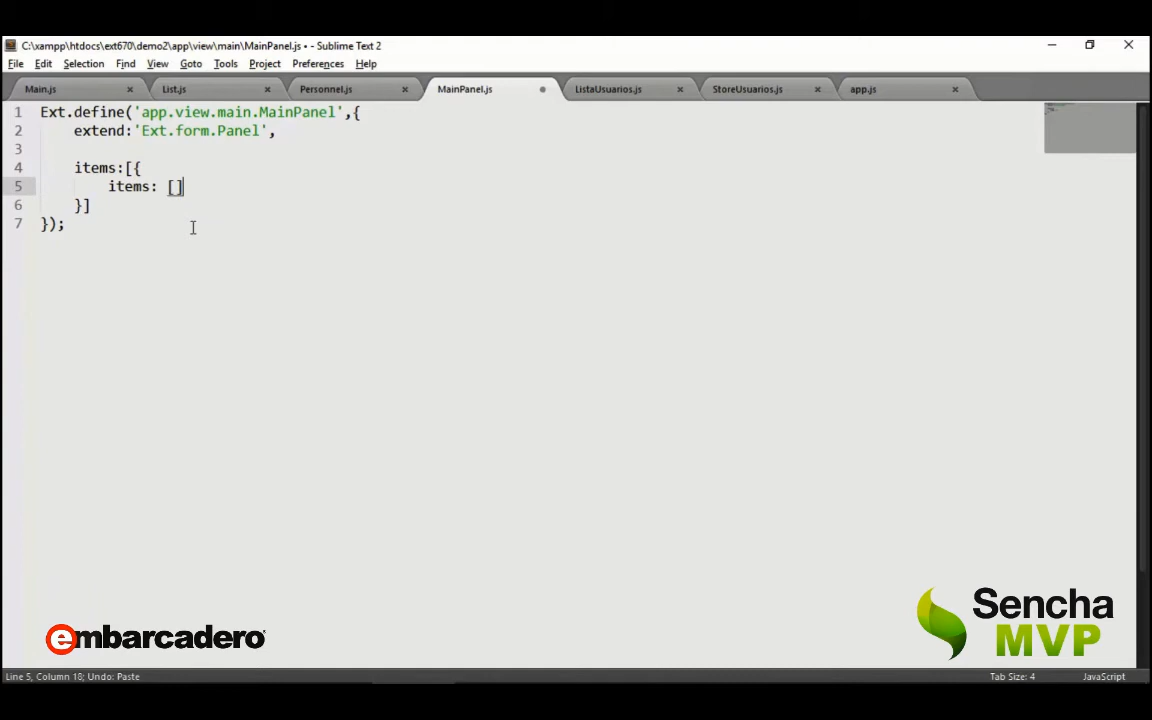 C:\xampp\htdocs\ext670\demo2\app\view\main\MainPanel.js • - Sublime Text 2
File Edit Selection Find View Goto Tools Project Preferences Help
Main.js × List.js × Personnel.js × MainPanel.js ListaUsuarios.js × StoreUsuarios.js × app.js ×
1 Ext.define('app.view.main.MainPanel',{
2 extend:'Ext.form.Panel',
3
4 items:[{
5 items: []
6 }]
7 });
embarcadero
Sencha
MVP
Line 5, Column 18; Undo: Paste Tab Size: 4 JavaScript